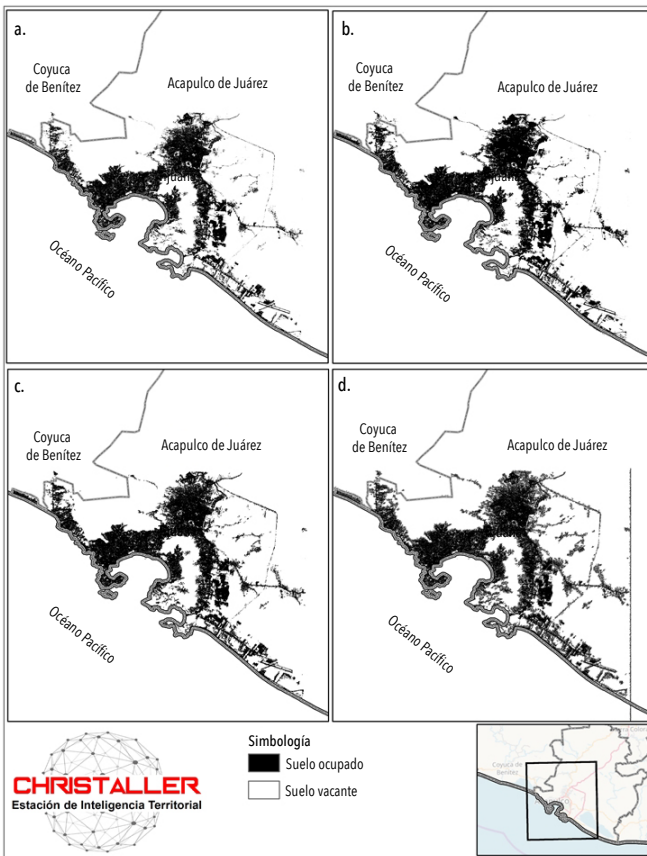 a.
Coyuca
de Benítez
Acapulco de Juárez
Océano Pacífico
b.
Coyuca
de Benítez
Acapulco de Juárez
Océano Pacífico
c.
Coyuca
de Benítez
Acapulco de Juárez
Océano Pacífico
d.
Coyuca
de Benítez
Acapulco de Juárez
Océano Pacífico
CHRISTALLER
Estación de Inteligencia Territorial
Simbología
Suelo ocupado
Suelo vacante
Coyuca de
Benítez